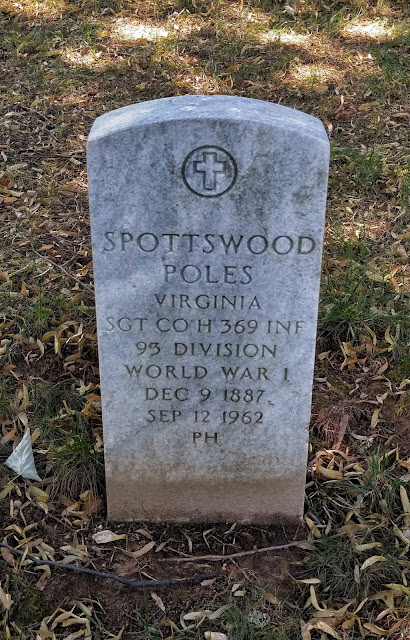 SPOTTSWOOD
POLES
VIRGINIA
SGT CO H 369 INF
93 DIVISION
WORLD WAR I
DEC 9 1887
SEP 12 1962
PH